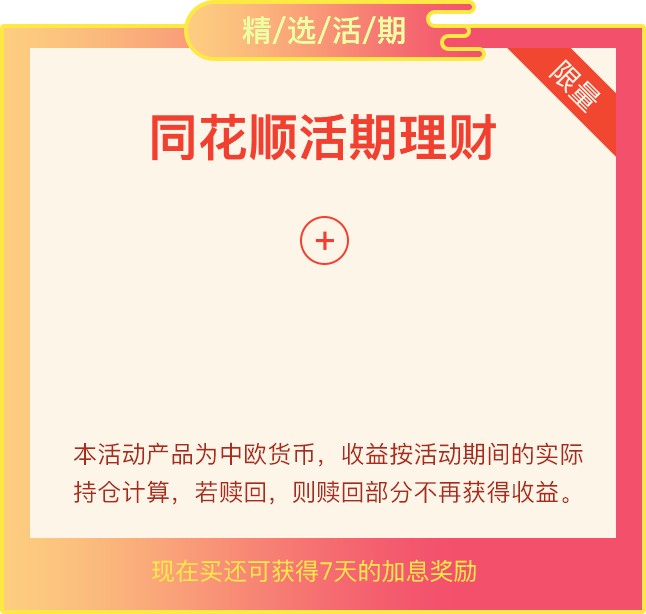 精/选/活/期
限量
同花顺活期理财
+
本活动产品为中欧货币，收益按活动期间的实际
持仓计算，若赎回，则赎回部分不再获得收益。
现在买还可获得7天的加息奖励